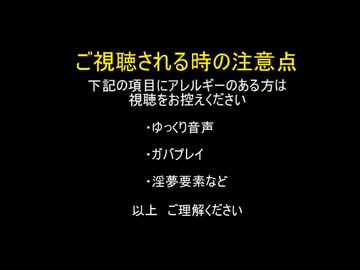 ご視聴される時の注意点
下記の項目にアレルギーのある方は
視聴をお控えください
・ゆっくり音声
・ガバプレイ
・淫夢要素など
以上　ご理解ください